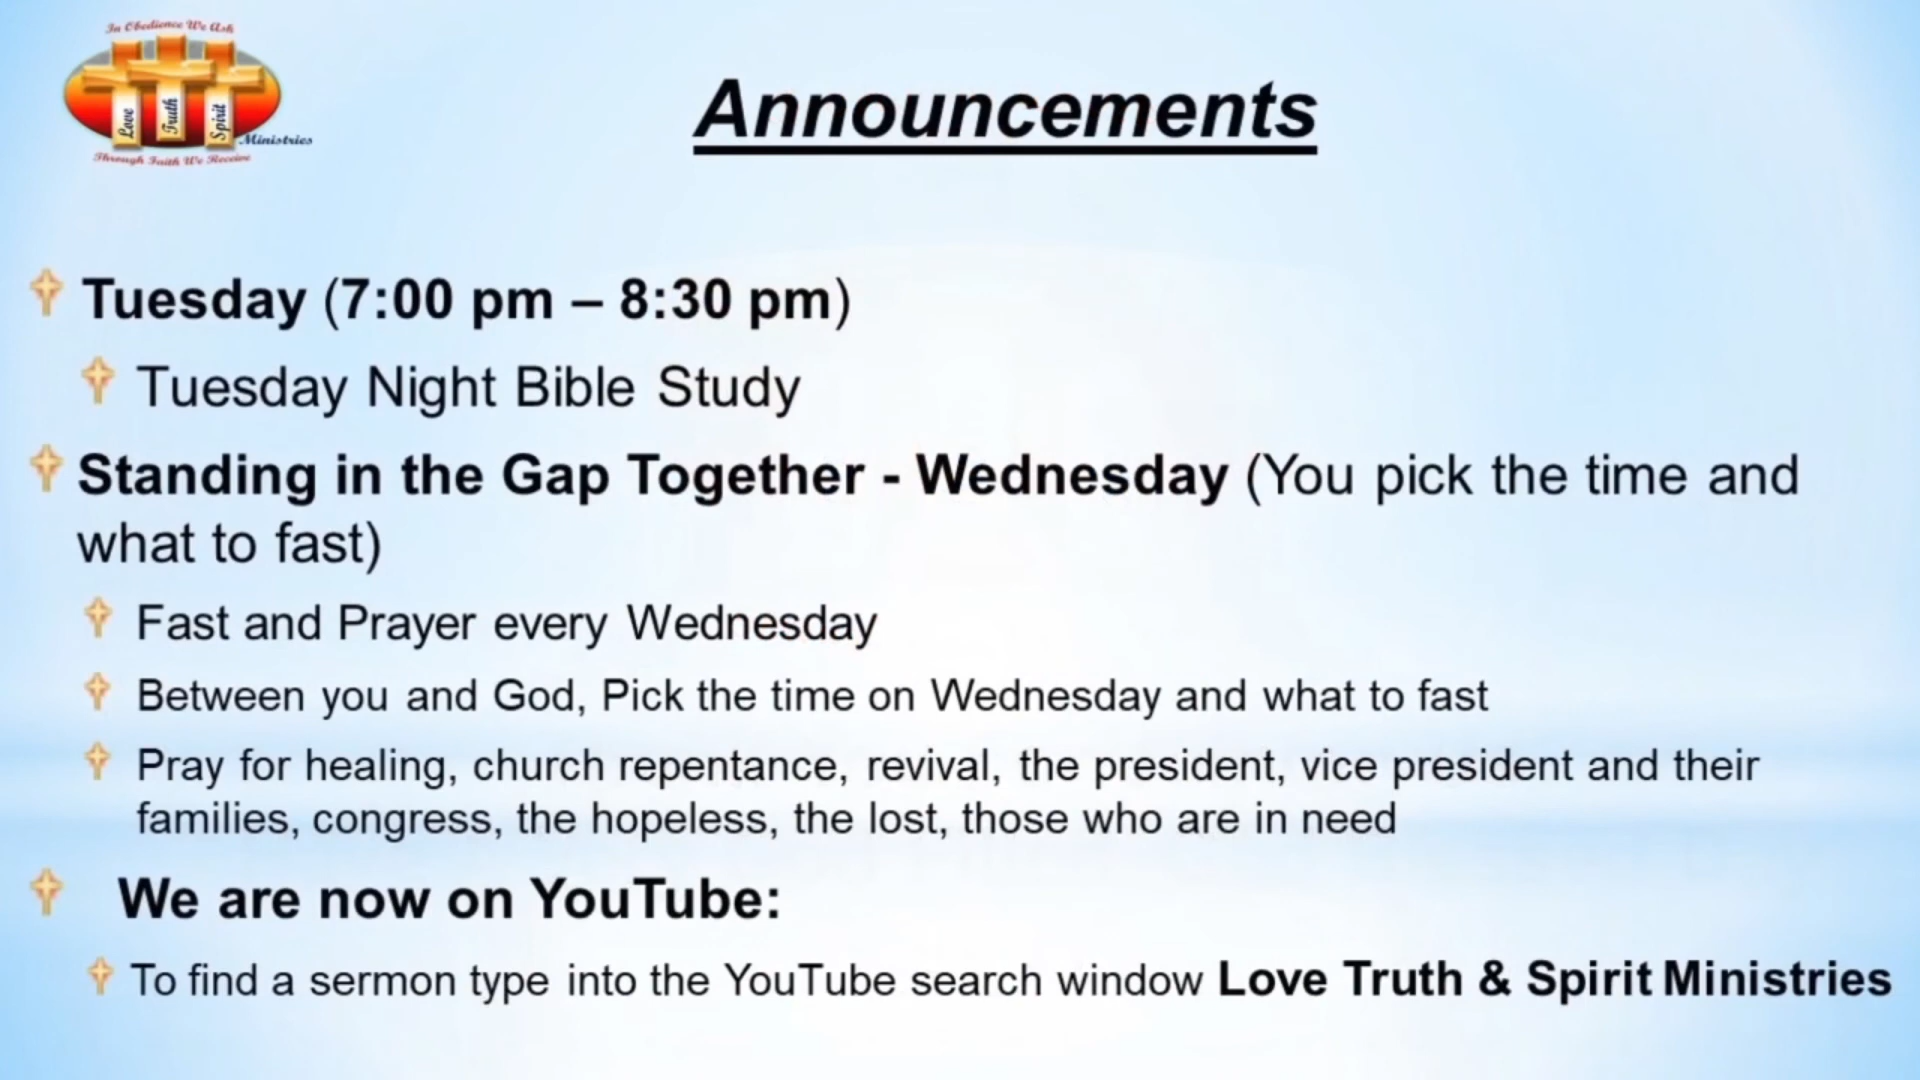 In Obedience We Ask
Love Truth Spirit
Ministries
Through Faith We Receive
Announcements
Tuesday (7:00 pm – 8:30 pm)
Tuesday Night Bible Study
Standing in the Gap Together - Wednesday (You pick the time and
what to fast)
Fast and Prayer every Wednesday
Between you and God, Pick the time on Wednesday and what to fast
Pray for healing, church repentance, revival, the president, vice president and their
families, congress, the hopeless, the lost, those who are in need
We are now on YouTube:
To find a sermon type into the YouTube search window Love Truth & Spirit Ministries